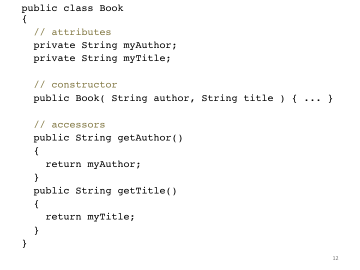 public class Book
{
// attributes
private String myAuthor;
private String myTitle;
// constructor
public Book( String author, String title ) { ... }
// accessors
public String getAuthor()
{
return myAuthor;
}
public String getTitle()
{
return myTitle;
}
}
12